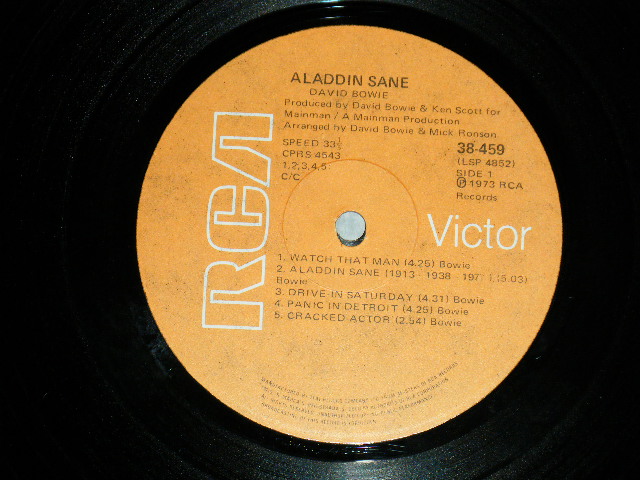 ALADDIN SANE
DAVID BOWIE
Produced by David Bowie & Ken Scott for
Mainman / A Mainman Production
Arranged by David Bowie & Mick Ronson
SPEED 33⅓
CPRS 4543
1,2,3,4,5
C/C
38-459
(LSP 4852)
SIDE 1
Ⓟ 1973 RCA
Records
RCA
Victor
1. WATCH THAT MAN (4.25) Bowie
2. ALADDIN SANE (1913 - 1938 - 197 ) (5.03)
Bowie
3. DRIVE IN SATURDAY (4.31) Bowie
4. PANIC IN DETROIT (4.25) Bowie
5. CRACKED ACTOR (2.54) Bowie